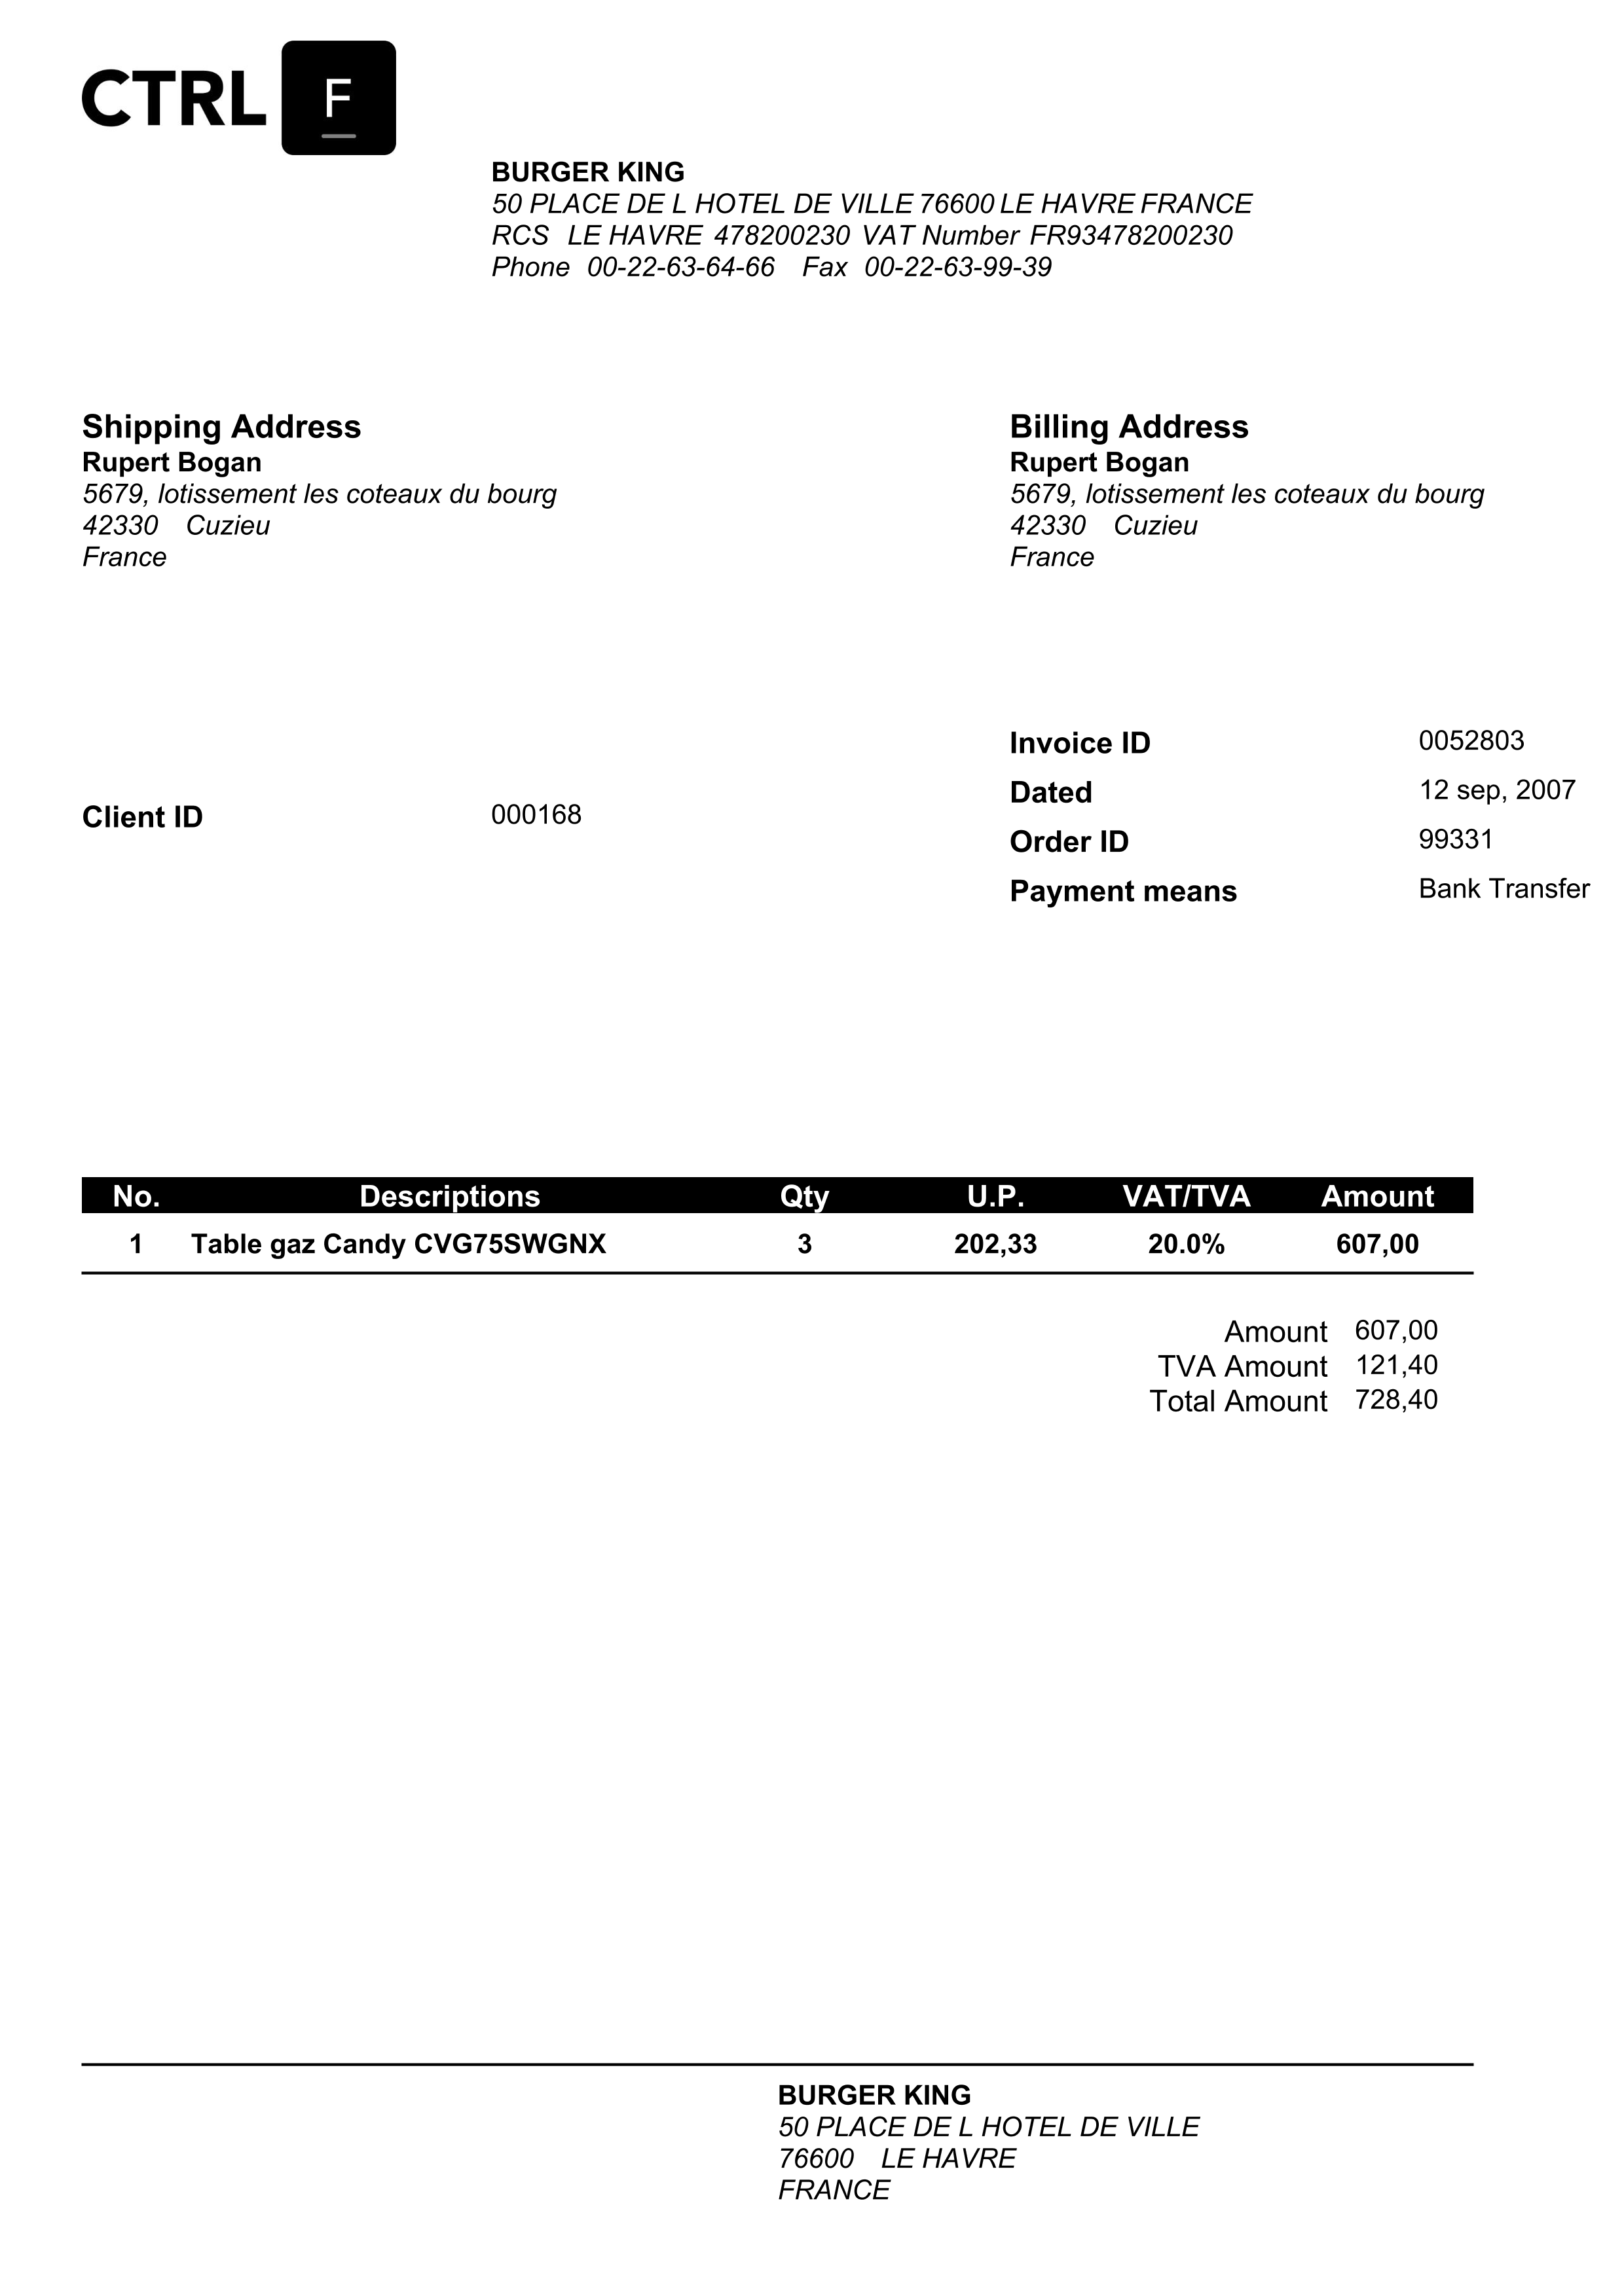 CTRL F
BURGER KING
50 PLACE DE L HOTEL DE VILLE 76600 LE HAVRE FRANCE
RCS LE HAVRE 478200230 VAT Number FR93478200230
Phone 00-22-63-64-66 Fax 00-22-63-99-39
Shipping Address
Rupert Bogan
5679, lotissement les coteaux du bourg
42330 Cuzieu
France
Billing Address
Rupert Bogan
5679, lotissement les coteaux du bourg
42330 Cuzieu
France
Client ID 000168
Invoice ID 0052803
Dated 12 sep, 2007
Order ID 99331
Payment means Bank Transfer
No. Descriptions Qty U.P. VAT/TVA Amount
1 Table gaz Candy CVG75SWGNX 3 202,33 20.0% 607,00
Amount 607,00
TVA Amount 121,40
Total Amount 728,40
BURGER KING
50 PLACE DE L HOTEL DE VILLE
76600 LE HAVRE
FRANCE